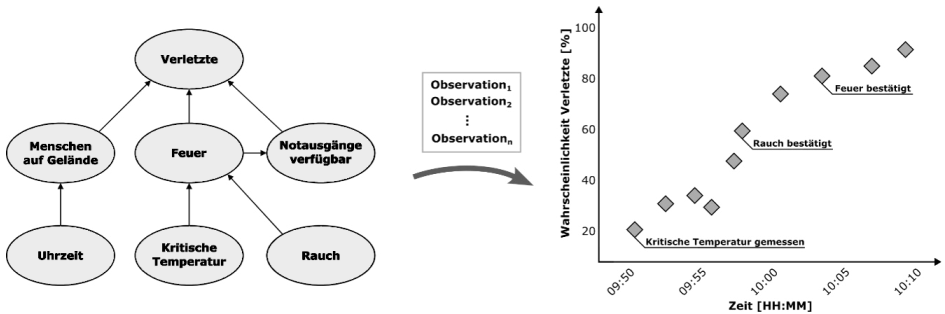 Verletzte
Menschen
auf Gelände
Feuer
Notausgänge
verfügbar
Uhrzeit
Kritische
Temperatur
Rauch
Observation₁
Observation₂
⋮
Observationₙ
Wahrscheinlichkeit Verletzte [%]
100
80
60
40
20
Feuer bestätigt
Rauch bestätigt
Kritische Temperatur gemessen
09:50
09:55
10:00
10:05
10:10
Zeit [HH:MM]